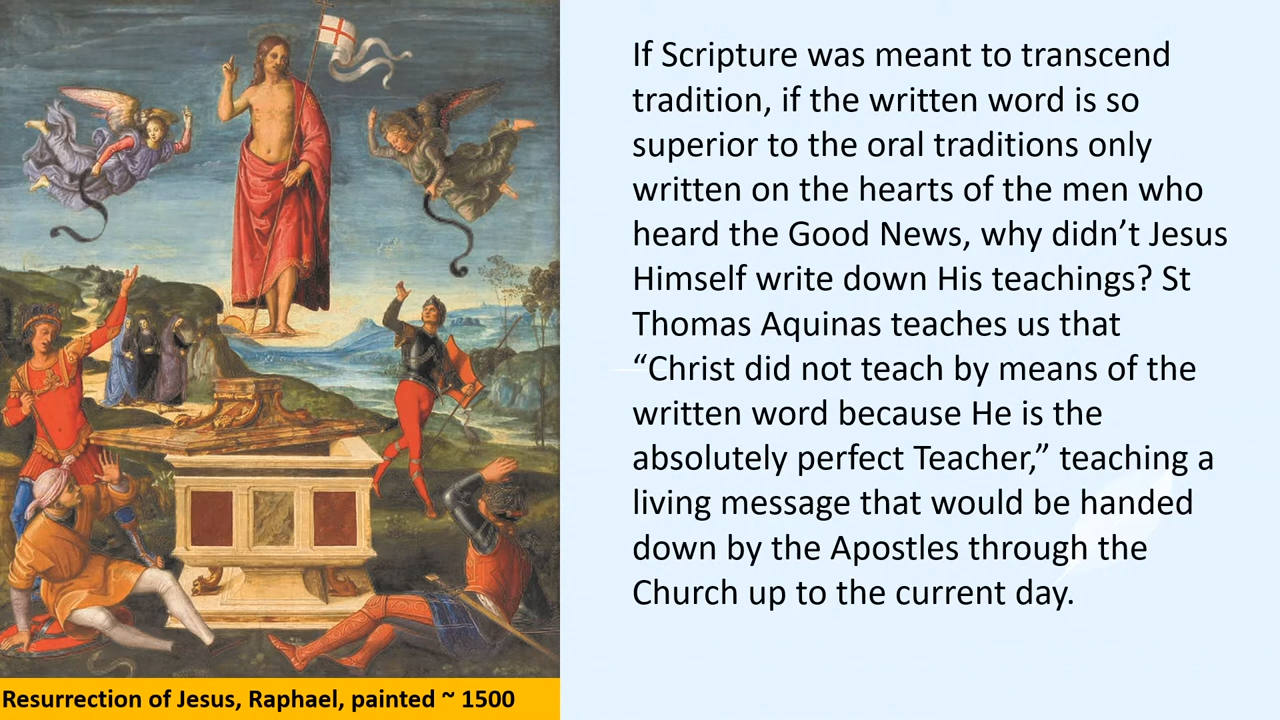 If Scripture was meant to transcend
tradition, if the written word is so
superior to the oral traditions only
written on the hearts of the men who
heard the Good News, why didn’t Jesus
Himself write down His teachings? St
Thomas Aquinas teaches us that
“Christ did not teach by means of the
written word because He is the
absolutely perfect Teacher,” teaching a
living message that would be handed
down by the Apostles through the
Church up to the current day.
Resurrection of Jesus, Raphael, painted ~ 1500